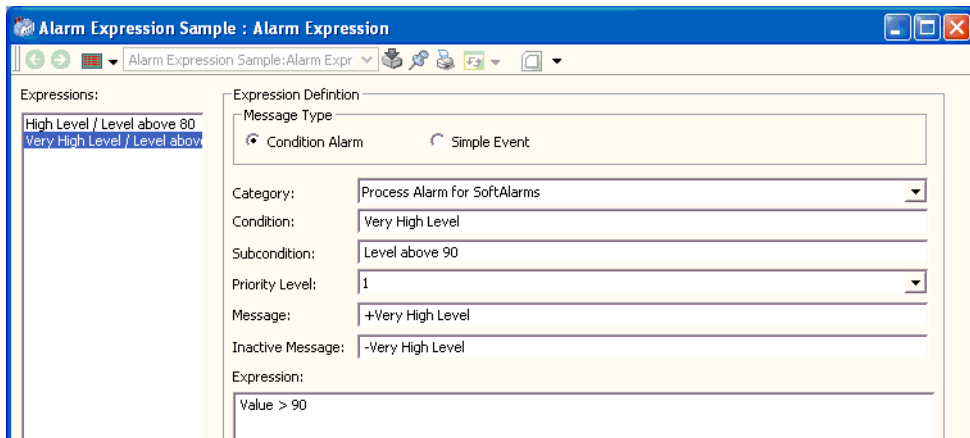 Alarm Expression Sample : Alarm Expression
Alarm Expression Sample:Alarm Expr
Expressions:
High Level / Level above 80
Very High Level / Level abov
Expression Defintion
Message Type
Condition Alarm
Simple Event
Category:
Process Alarm for SoftAlarms
Condition:
Very High Level
Subcondition:
Level above 90
Priority Level:
1
Message:
+Very High Level
Inactive Message:
-Very High Level
Expression:
Value > 90